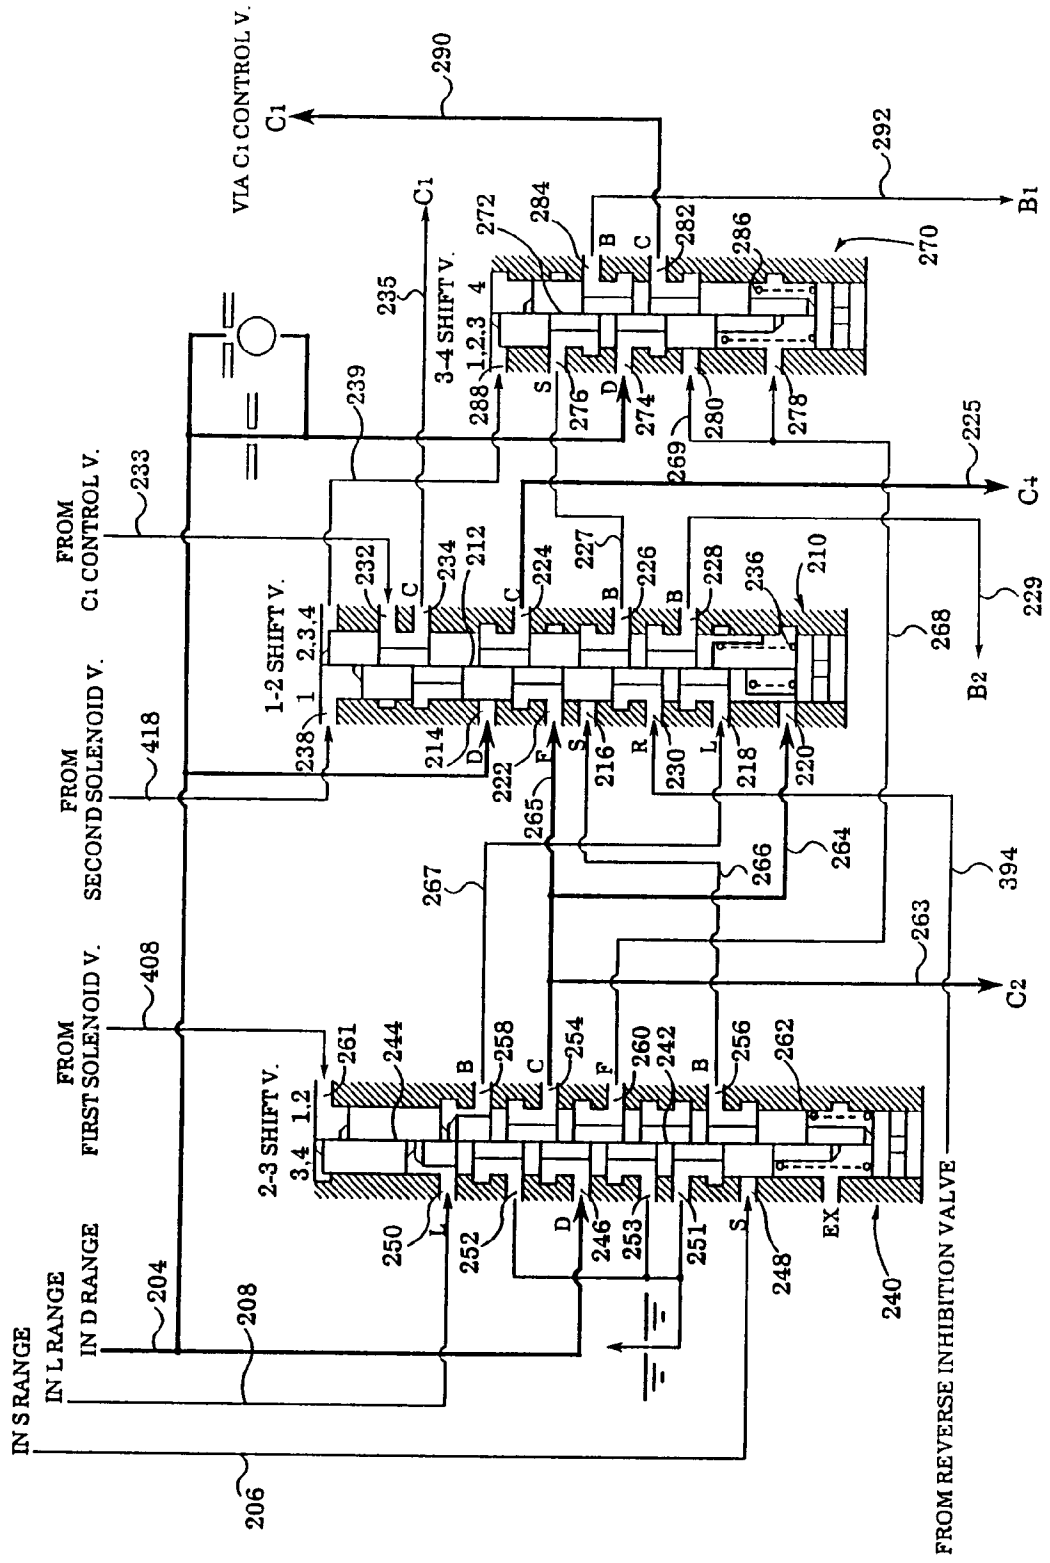 VIA C1 CONTROL V.
C1
290
FROM
C1 CONTROL V.
233
FROM
SECOND SOLENOID V.
418
FROM
FIRST SOLENOID V.
408
IN S RANGE
IN L RANGE
IN D RANGE
204
208
206
239
235
C1
3-4 SHIFT V.
1,2,3
4
288
S
276
D
274
269
280
278
272
284
B
C
282
286
270
292
B1
1-2 SHIFT V.
1
2,3,4
238
214
D
222
F
265
S
216
R
230
L
218
220
232
C
234
212
C
224
B
227
226
B
228
236
210
225
C4
268
229
B2
267
266
264
394
263
C2
2-3 SHIFT V.
3,4
1,2
261
244
B
258
C
254
F
260
242
B
256
262
250
L
252
D
246
253
251
S
248
EX
240
FROM REVERSE INHIBITION VALVE